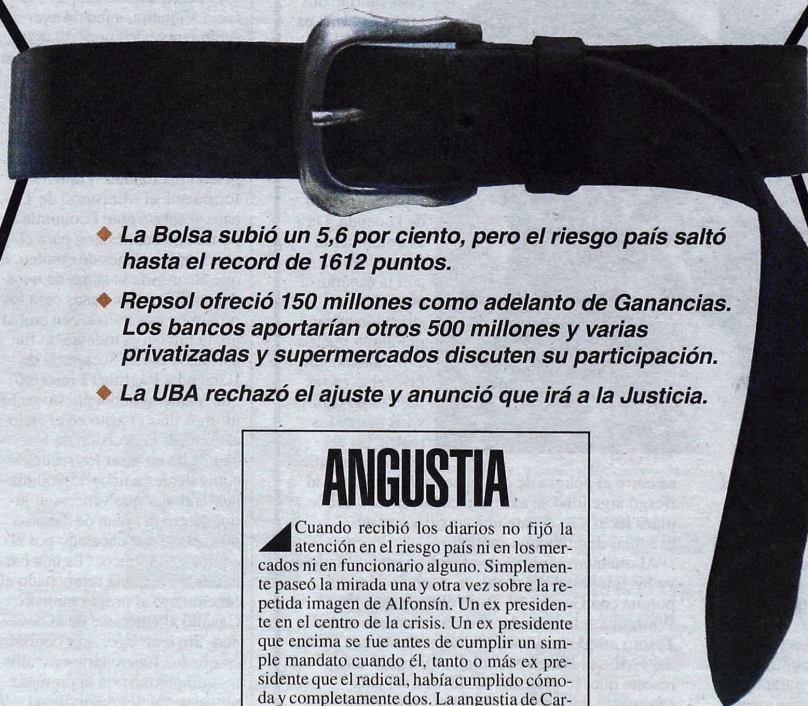 ◆ La Bolsa subió un 5,6 por ciento, pero el riesgo país saltó
hasta el record de 1612 puntos.
◆ Repsol ofreció 150 millones como adelanto de Ganancias.
Los bancos aportarían otros 500 millones y varias
privatizadas y supermercados discuten su participación.
◆ La UBA rechazó el ajuste y anunció que irá a la Justicia.
ANGUSTIA
Cuando recibió los diarios no fijó la
atención en el riesgo país ni en los mer-
cados ni en funcionario alguno. Simplemen-
te paseó la mirada una y otra vez sobre la re-
petida imagen de Alfonsín. Un ex presiden-
te en el centro de la crisis. Un ex presidente
que encima se fue antes de cumplir un sim-
ple mandato cuando él, tanto o más ex pre-
sidente que el radical, había cumplido cómo-
da y completamente dos. La angustia de Car-